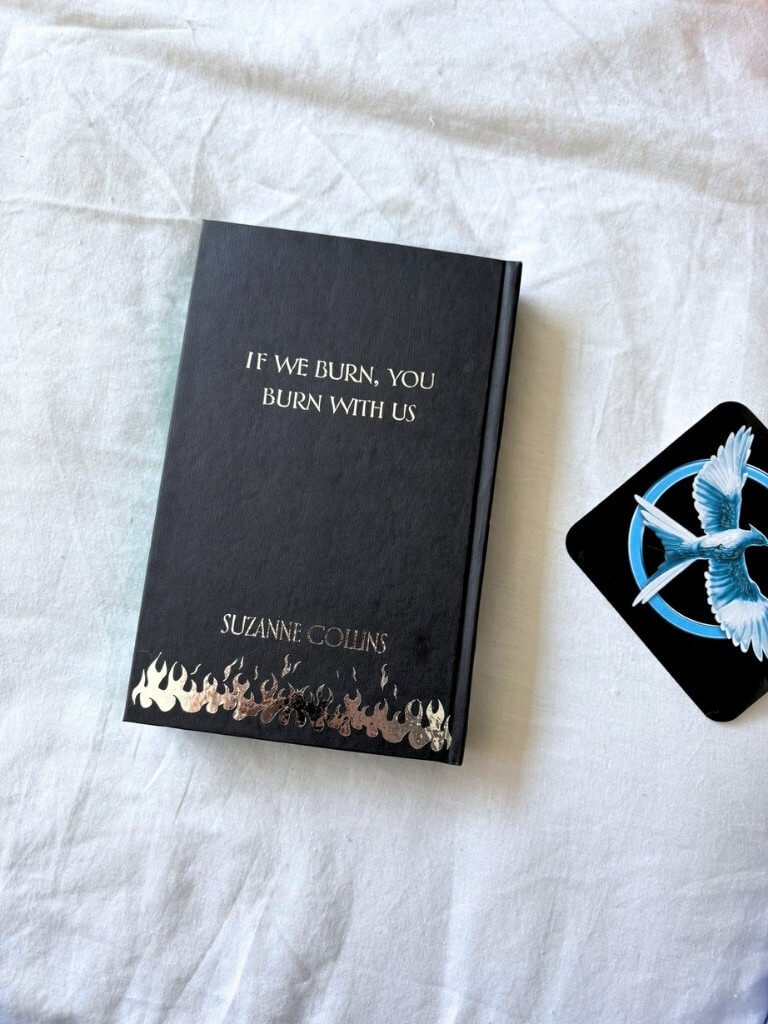 IF WE BURN, YOU
BURN WITH US
SUZANNE COLLINS